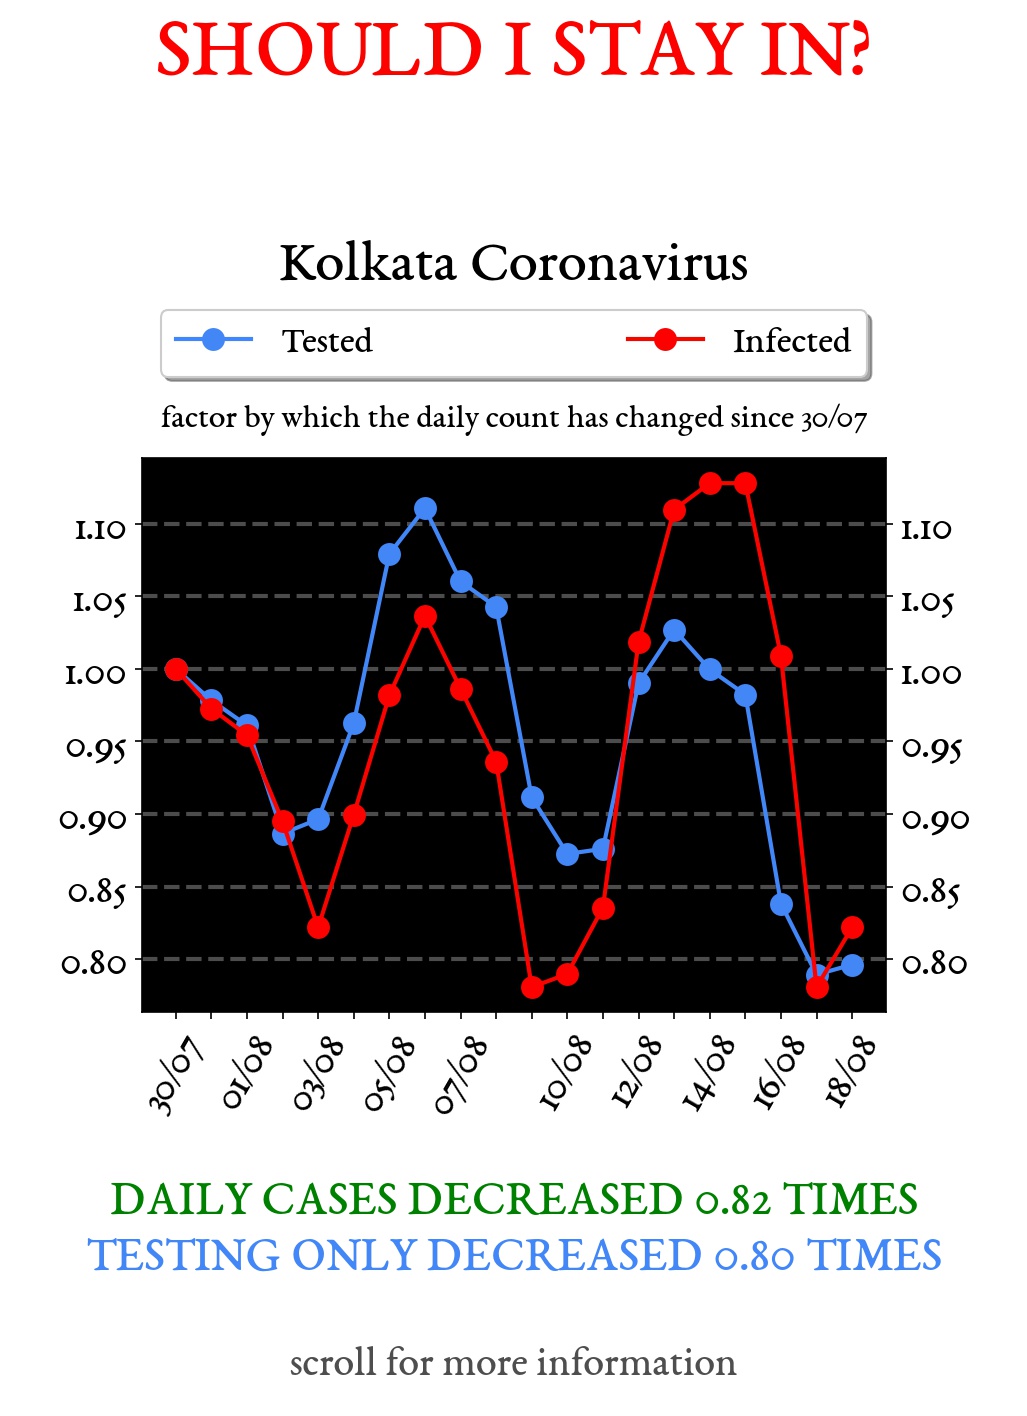 SHOULD I STAY IN?
Kolkata Coronavirus
Tested Infected
factor by which the daily count has changed since 30/07
1.10 1.10
1.05 1.05
1.00 1.00
0.95 0.95
0.90 0.90
0.85 0.85
0.80 0.80
30/07 01/08 03/08 05/08 07/08 10/08 12/08 14/08 16/08 18/08
DAILY CASES DECREASED 0.82 TIMES
TESTING ONLY DECREASED 0.80 TIMES
scroll for more information